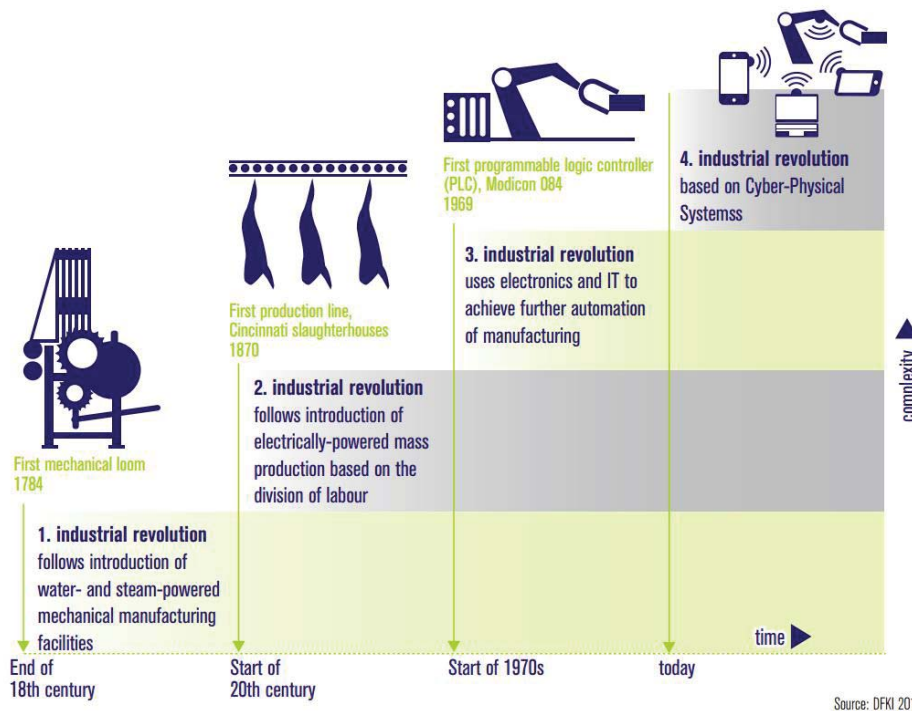 4. industrial revolution
based on Cyber-Physical
Systemss
First programmable logic controller
(PLC), Modicon 084
1969
3. industrial revolution
uses electronics and IT to
achieve further automation
of manufacturing
First production line,
Cincinnati slaughterhouses
1870
2. industrial revolution
follows introduction of
electrically-powered mass
production based on the
division of labour
First mechanical loom
1784
1. industrial revolution
follows introduction of
water- and steam-powered
mechanical manufacturing
facilities
complexity
time
End of
18th century
Start of
20th century
Start of 1970s
today
Source: DFKI 201